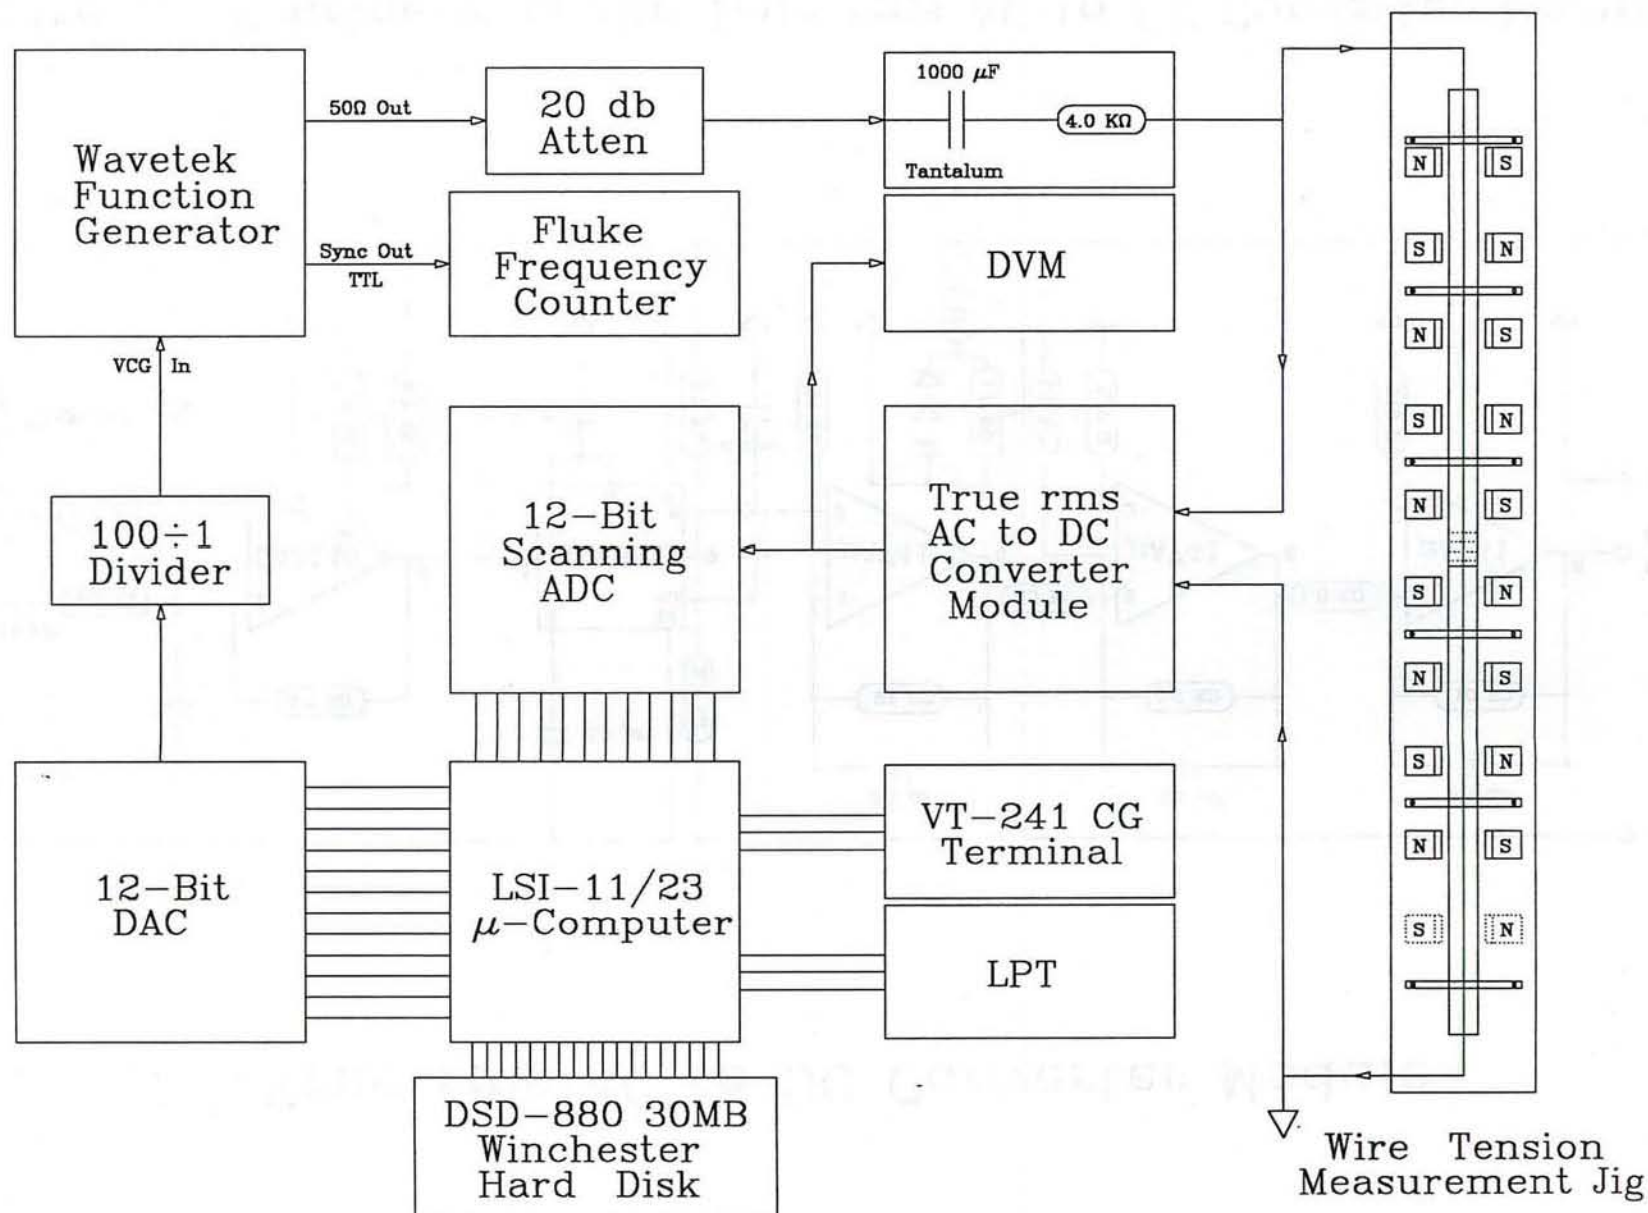 Wavetek
Function
Generator
50Ω Out
20 db
Atten
1000 μF
4.0 KΩ
Tantalum
Sync Out
TTL
Fluke
Frequency
Counter
DVM
VCG In
100÷1
Divider
12-Bit
Scanning
ADC
True rms
AC to DC
Converter
Module
12-Bit
DAC
LSI-11/23
μ-Computer
VT-241 CG
Terminal
LPT
DSD-880 30MB
Winchester
Hard Disk
N S
S N
N S
S N
N S
S N
N S
S N
N S
S N
Wire Tension
Measurement Jig